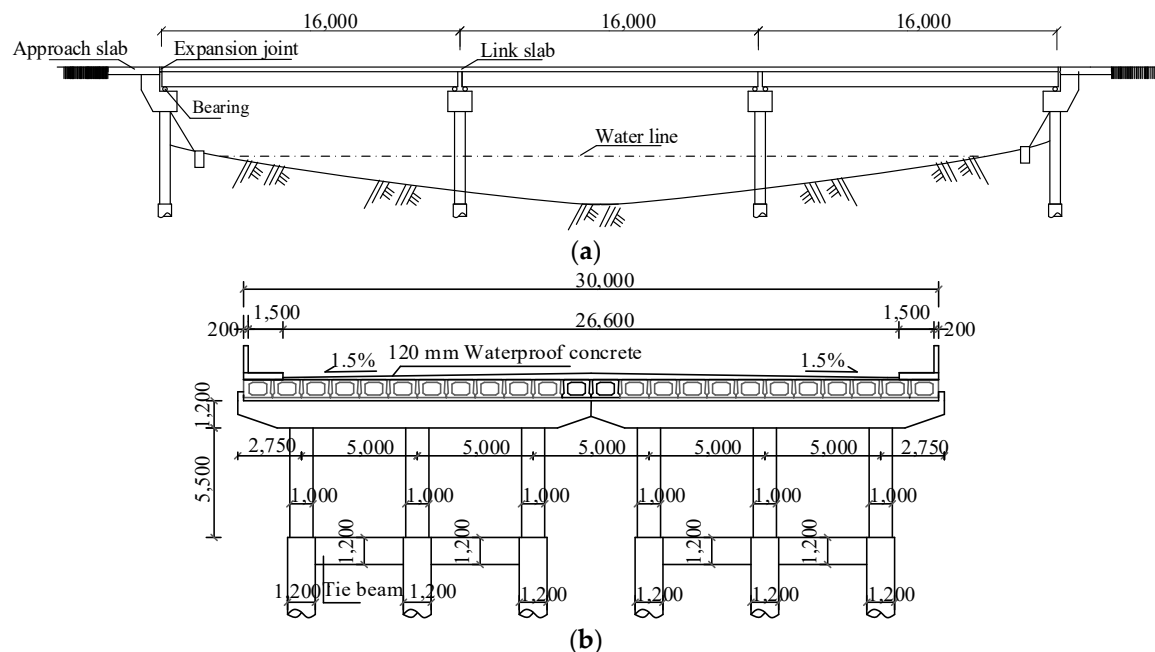 16,000 16,000 16,000
Approach slab Expansion joint Link slab
Bearing
Water line
(a)
30,000
200 1,500 26,600 1,500 200
1.5% 120 mm Waterproof concrete 1.5%
1,200
2,750 5,000 5,000 5,000 5,000 5,000 2,750
5,500
1,000 1,000 1,000 1,000 1,000 1,000
1,200 1,200 1,200 1,200
Tie beam
1,200 1,200 1,200 1,200 1,200 1,200
(b)